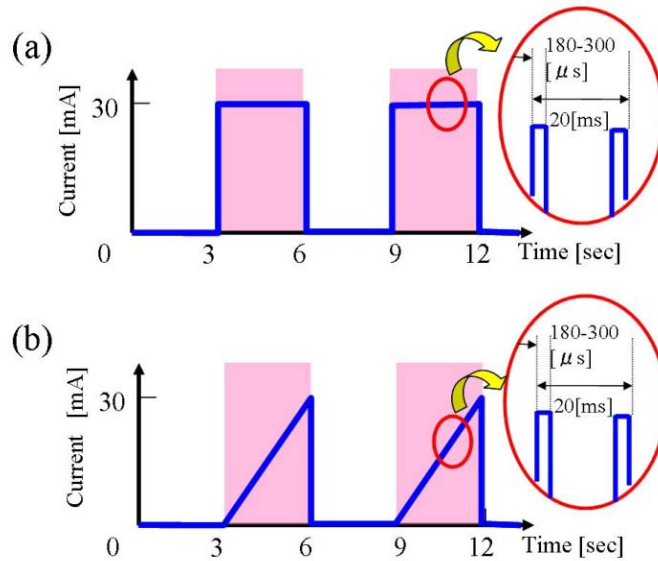 (a)
Current [mA]
30
0
3
6
9
12
Time [sec]
180-300
[μs]
20[ms]
(b)
Current [mA]
30
0
3
6
9
12
Time [sec]
180-300
[μs]
20[ms]